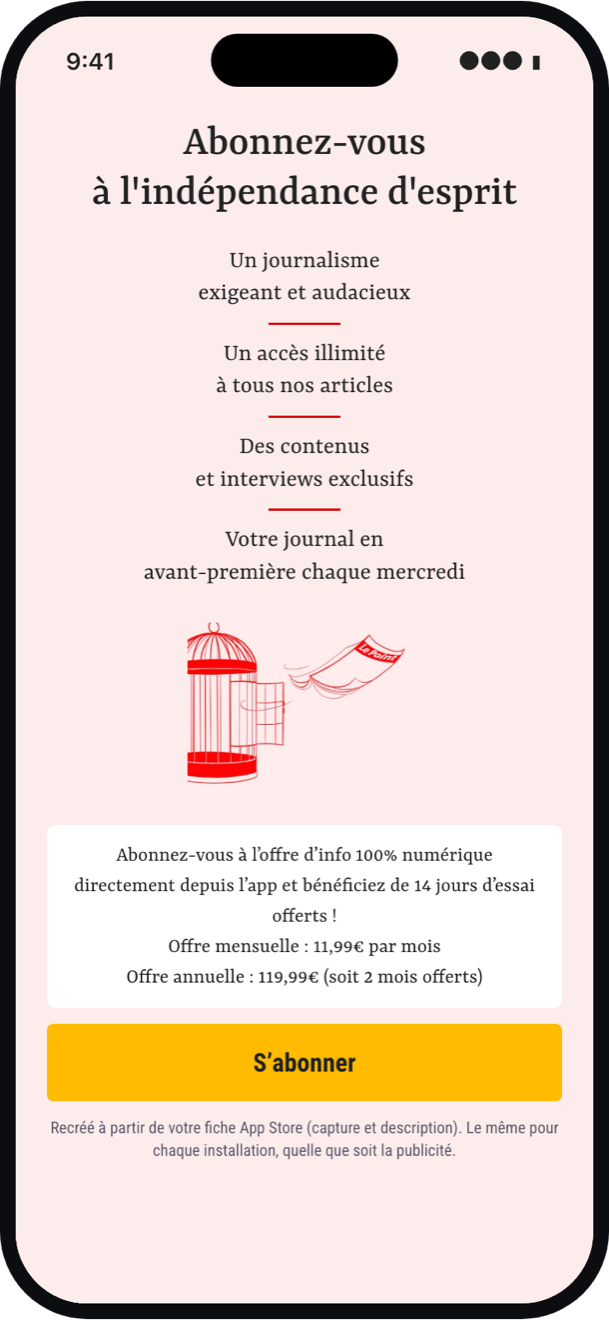 9:41
Abonnez-vous
à l'indépendance d'esprit
Un journalisme
exigeant et audacieux
Un accès illimité
à tous nos articles
Des contenus
et interviews exclusifs
Votre journal en
avant-première chaque mercredi
Le Point
Abonnez-vous à l’offre d’info 100% numérique
directement depuis l’app et bénéficiez de 14 jours d’essai
offerts !
Offre mensuelle : 11,99€ par mois
Offre annuelle : 119,99€ (soit 2 mois offerts)
S’abonner
Recréé à partir de votre fiche App Store (capture et description). Le même pour
chaque installation, quelle que soit la publicité.